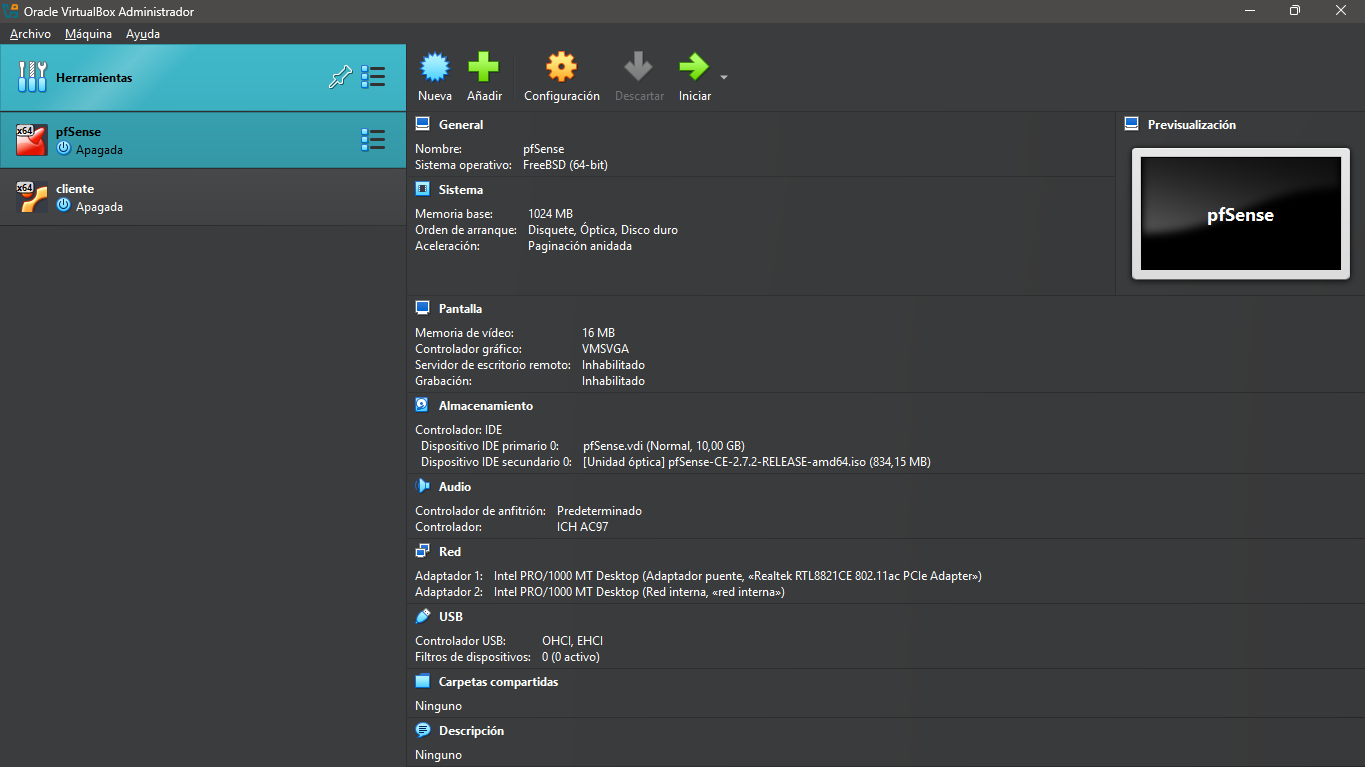 Oracle VirtualBox Administrador
Archivo Máquina Ayuda
Herramientas
x64
pfSense
Apagada
x64
cliente
Apagada
Nueva Añadir Configuración Descartar Iniciar
General
Nombre: pfSense
Sistema operativo: FreeBSD (64-bit)
Sistema
Memoria base: 1024 MB
Orden de arranque: Disquete, Óptica, Disco duro
Aceleración: Paginación anidada
Previsualización
pfSense
Pantalla
Memoria de vídeo: 16 MB
Controlador gráfico: VMSVGA
Servidor de escritorio remoto: Inhabilitado
Grabación: Inhabilitado
Almacenamiento
Controlador: IDE
Dispositivo IDE primario 0: pfSense.vdi (Normal, 10,00 GB)
Dispositivo IDE secundario 0: [Unidad óptica] pfSense-CE-2.7.2-RELEASE-amd64.iso (834,15 MB)
Audio
Controlador de anfitrión: Predeterminado
Controlador: ICH AC97
Red
Adaptador 1: Intel PRO/1000 MT Desktop (Adaptador puente, «Realtek RTL8821CE 802.11ac PCIe Adapter»)
Adaptador 2: Intel PRO/1000 MT Desktop (Red interna, «red interna»)
USB
Controlador USB: OHCI, EHCI
Filtros de dispositivos: 0 (0 activo)
Carpetas compartidas
Ninguno
Descripción
Ninguno